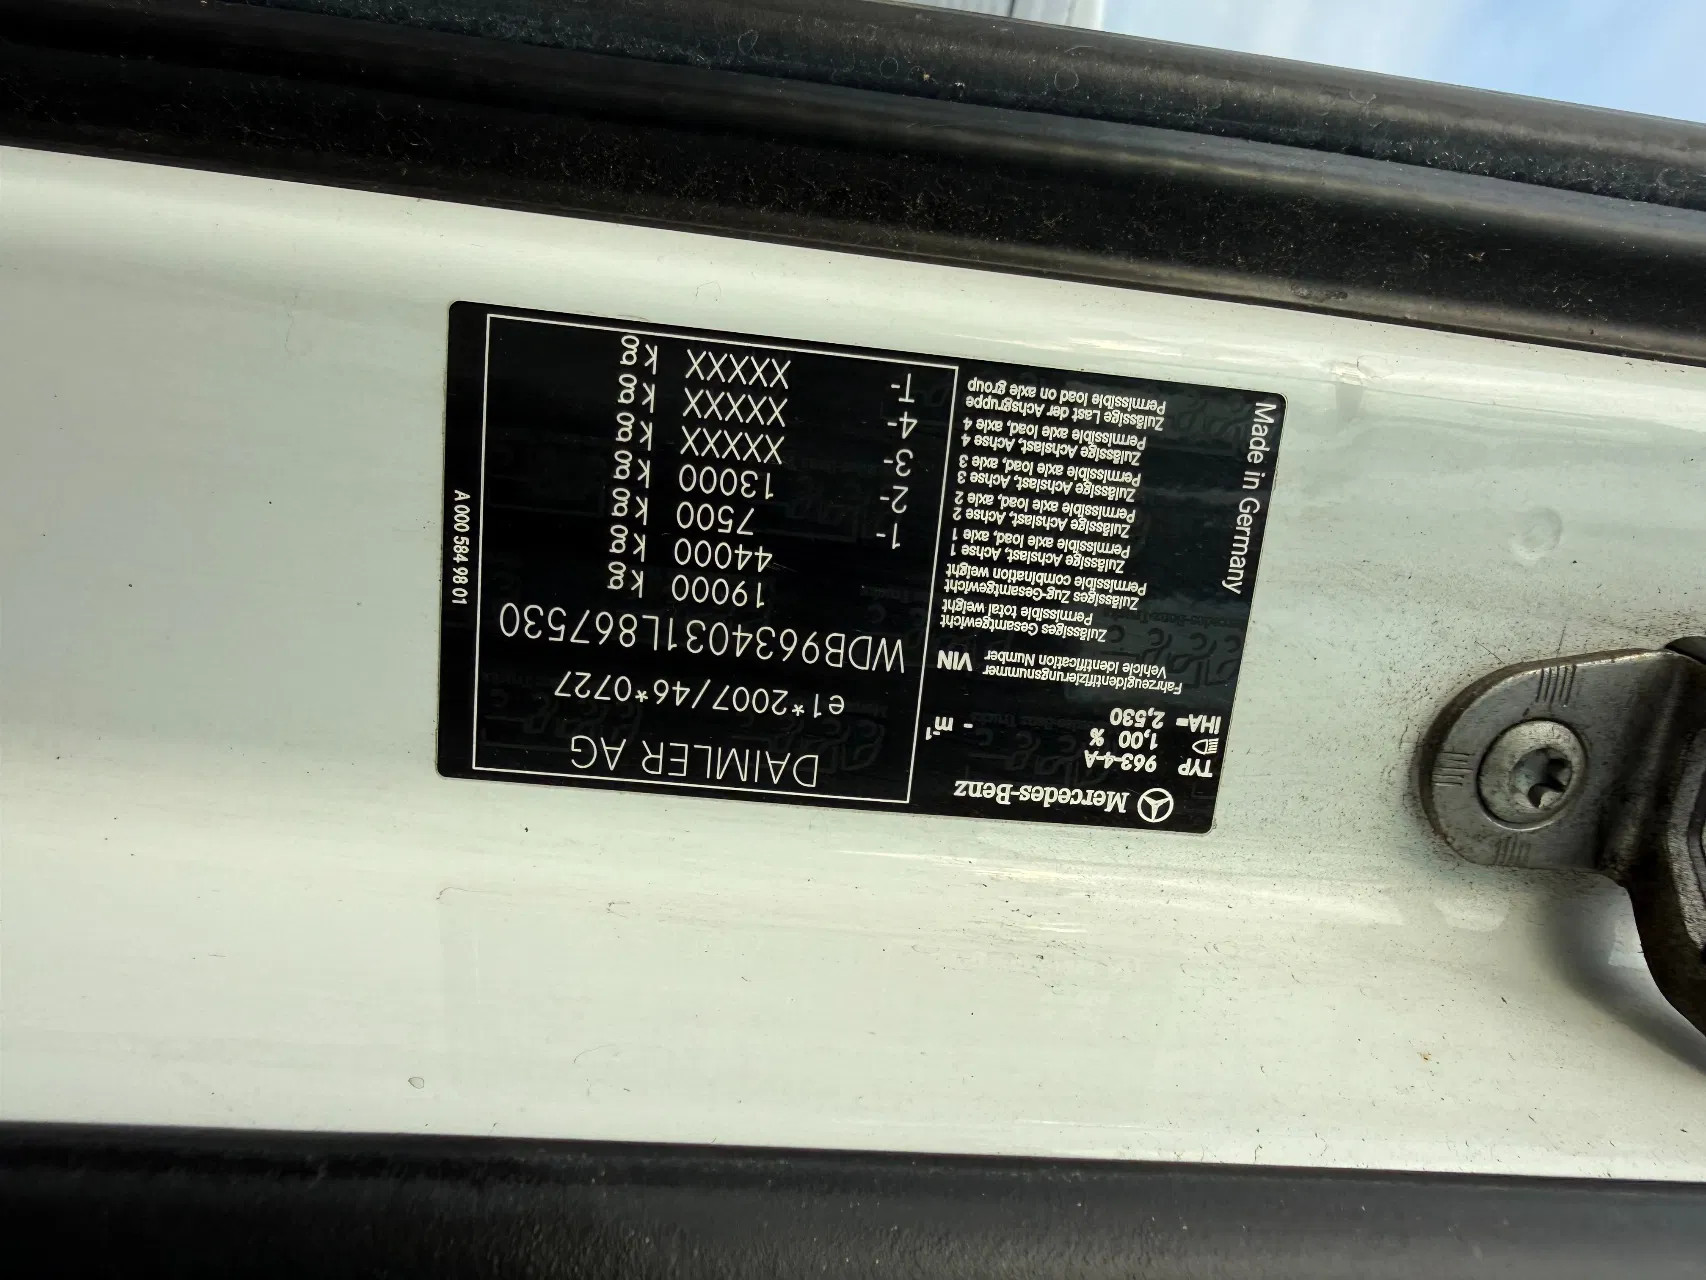 Mercedes-Benz
TYP 963-4-A
1,00 %
IHA= 2,530 - m⁻¹
Fahrzeugidentifizierungsnummer
Vehicle Identification Number VIN
Zulässiges Gesamtgewicht
Permissible total weight
Zulässiges Zug-Gesamtgewicht
Permissible combination weight
Zulässige Achslast, Achse 1
Permissible axle load, axle 1
Zulässige Achslast, Achse 2
Permissible axle load, axle 2
Zulässige Achslast, Achse 3
Permissible axle load, axle 3
Zulässige Achslast, Achse 4
Permissible axle load, axle 4
Zulässige Last der Achsgruppe
Permissible load on axle group
Made in Germany
DAIMLER AG
e1*2007/46*0727
WDB9634031L867530
19000 kg
44000 kg
1- 7500 kg
2- 13000 kg
3- XXXXX kg
4- XXXXX kg
T- XXXXX kg
A 000 584 98 01